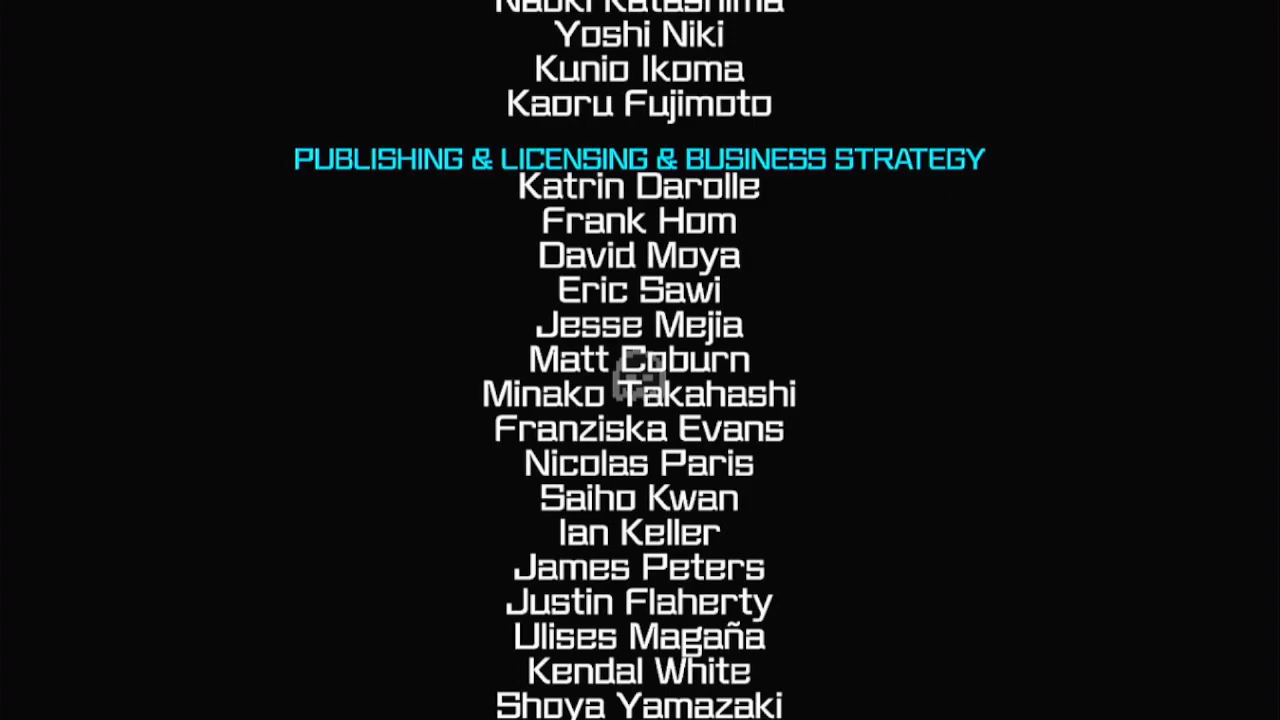 Naoki Katashima
Yoshi Niki
Kunio Ikoma
Kaoru Fujimoto
PUBLISHING & LICENSING & BUSINESS STRATEGY
Katrin Darolle
Frank Hom
David Moya
Eric Sawi
Jesse Mejia
Matt Coburn
Minako Takahashi
Franziska Evans
Nicolas Paris
Saiho Kwan
Ian Keller
James Peters
Justin Flaherty
Ulises Magaña
Kendal White
Shoya Yamazaki